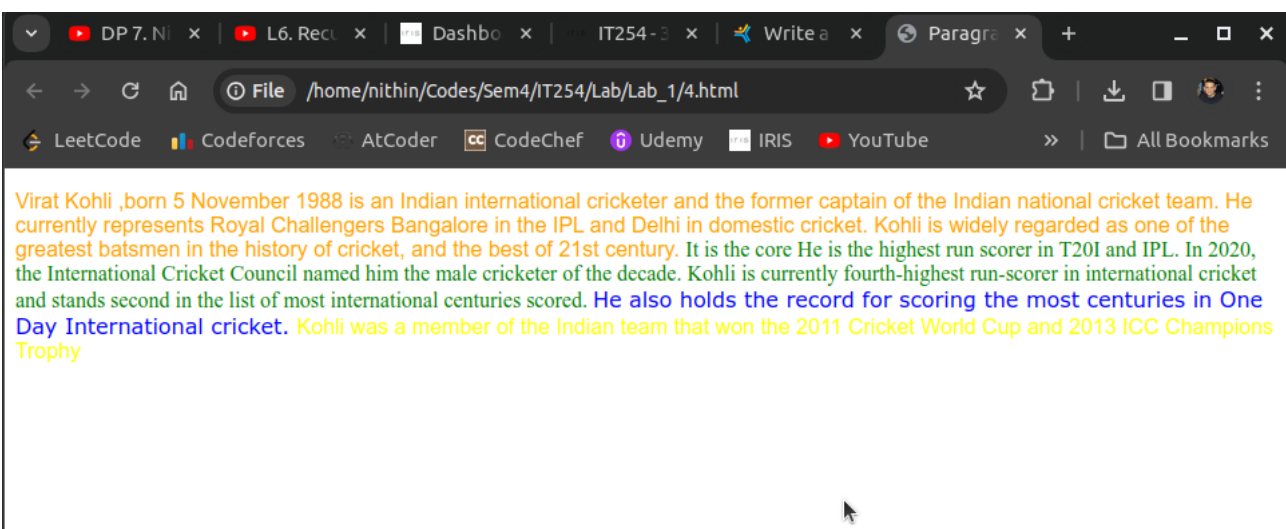 DP 7. Ni
L6. Recu
IRIS Dashbo
IT254 - 3
Write a
Paragra
File /home/nithin/Codes/Sem4/IT254/Lab/Lab_1/4.html
LeetCode Codeforces AtCoder CC CodeChef Udemy IRIS YouTube » All Bookmarks
Virat Kohli ,born 5 November 1988 is an Indian international cricketer and the former captain of the Indian national cricket team. He
currently represents Royal Challengers Bangalore in the IPL and Delhi in domestic cricket. Kohli is widely regarded as one of the
greatest batsmen in the history of cricket, and the best of 21st century. It is the core He is the highest run scorer in T20I and IPL. In 2020,
the International Cricket Council named him the male cricketer of the decade. Kohli is currently fourth-highest run-scorer in international cricket
and stands second in the list of most international centuries scored. He also holds the record for scoring the most centuries in One
Day International cricket. Kohli was a member of the Indian team that won the 2011 Cricket World Cup and 2013 ICC Champions
Trophy